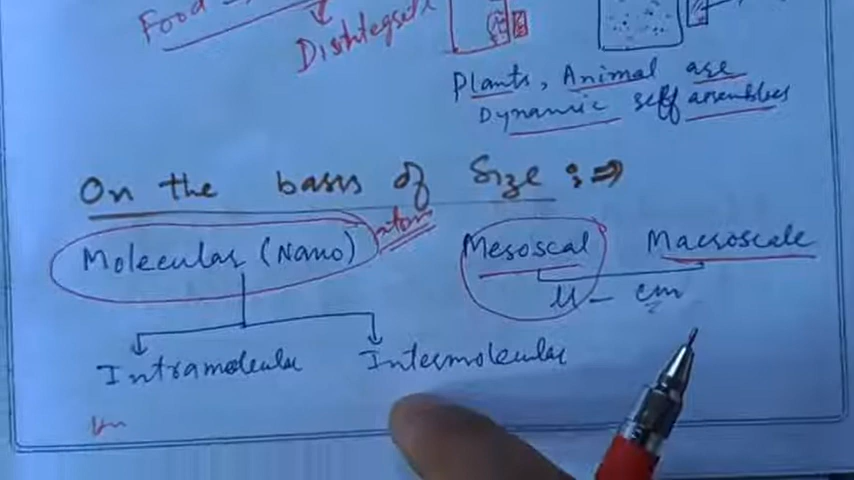 Food
Disintegrate
Plants, Animal are
Dynamic self assembles
On the basis of Size :⇒
Molecular (Nano) atom
Mesoscal Macroscale
μ - cm
Intramolecular Intermolecular